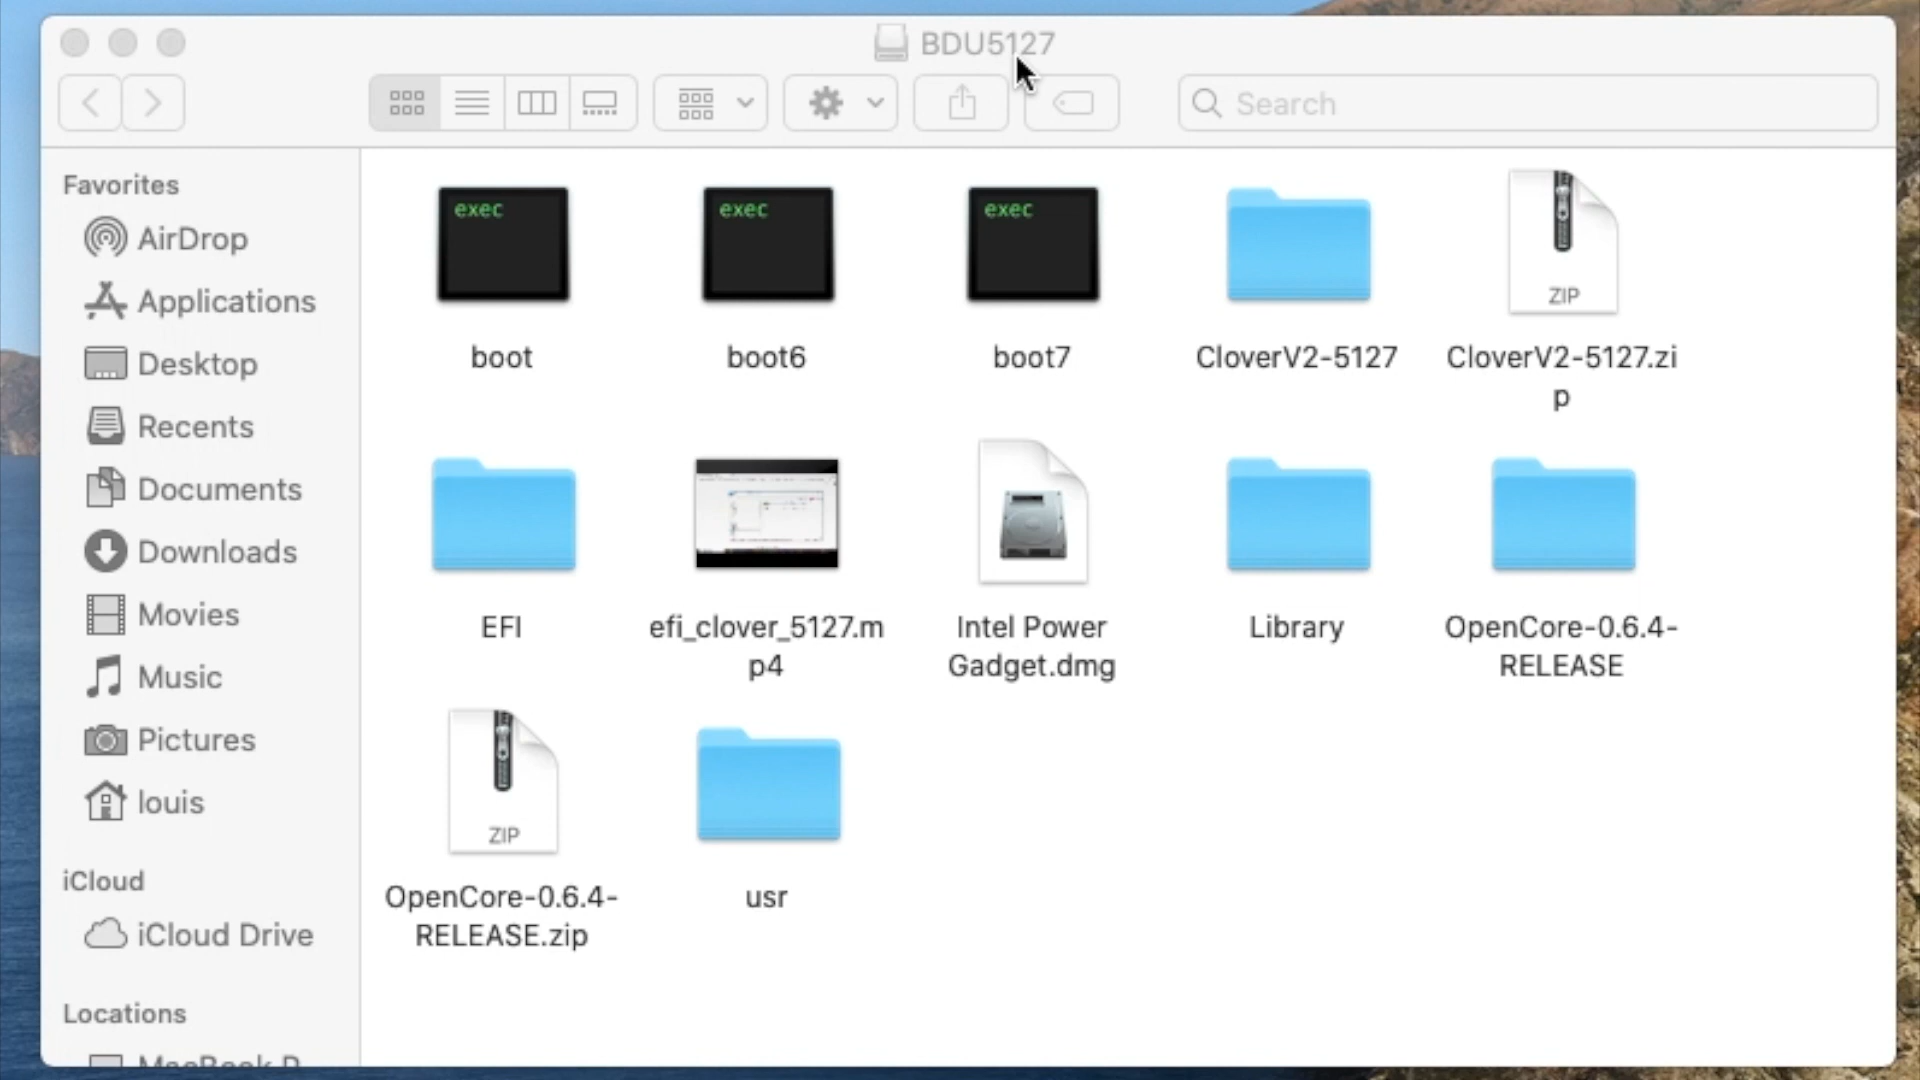 BDU5127
Search
Favorites
AirDrop
Applications
Desktop
Recents
Documents
Downloads
Movies
Music
Pictures
louis
iCloud
iCloud Drive
Locations
exec
exec
exec
ZIP
boot
boot6
boot7
CloverV2-5127
CloverV2-5127.zi
p
EFI
efi_clover_5127.m
p4
Intel Power
Gadget.dmg
Library
OpenCore-0.6.4-
RELEASE
ZIP
OpenCore-0.6.4-
RELEASE.zip
usr